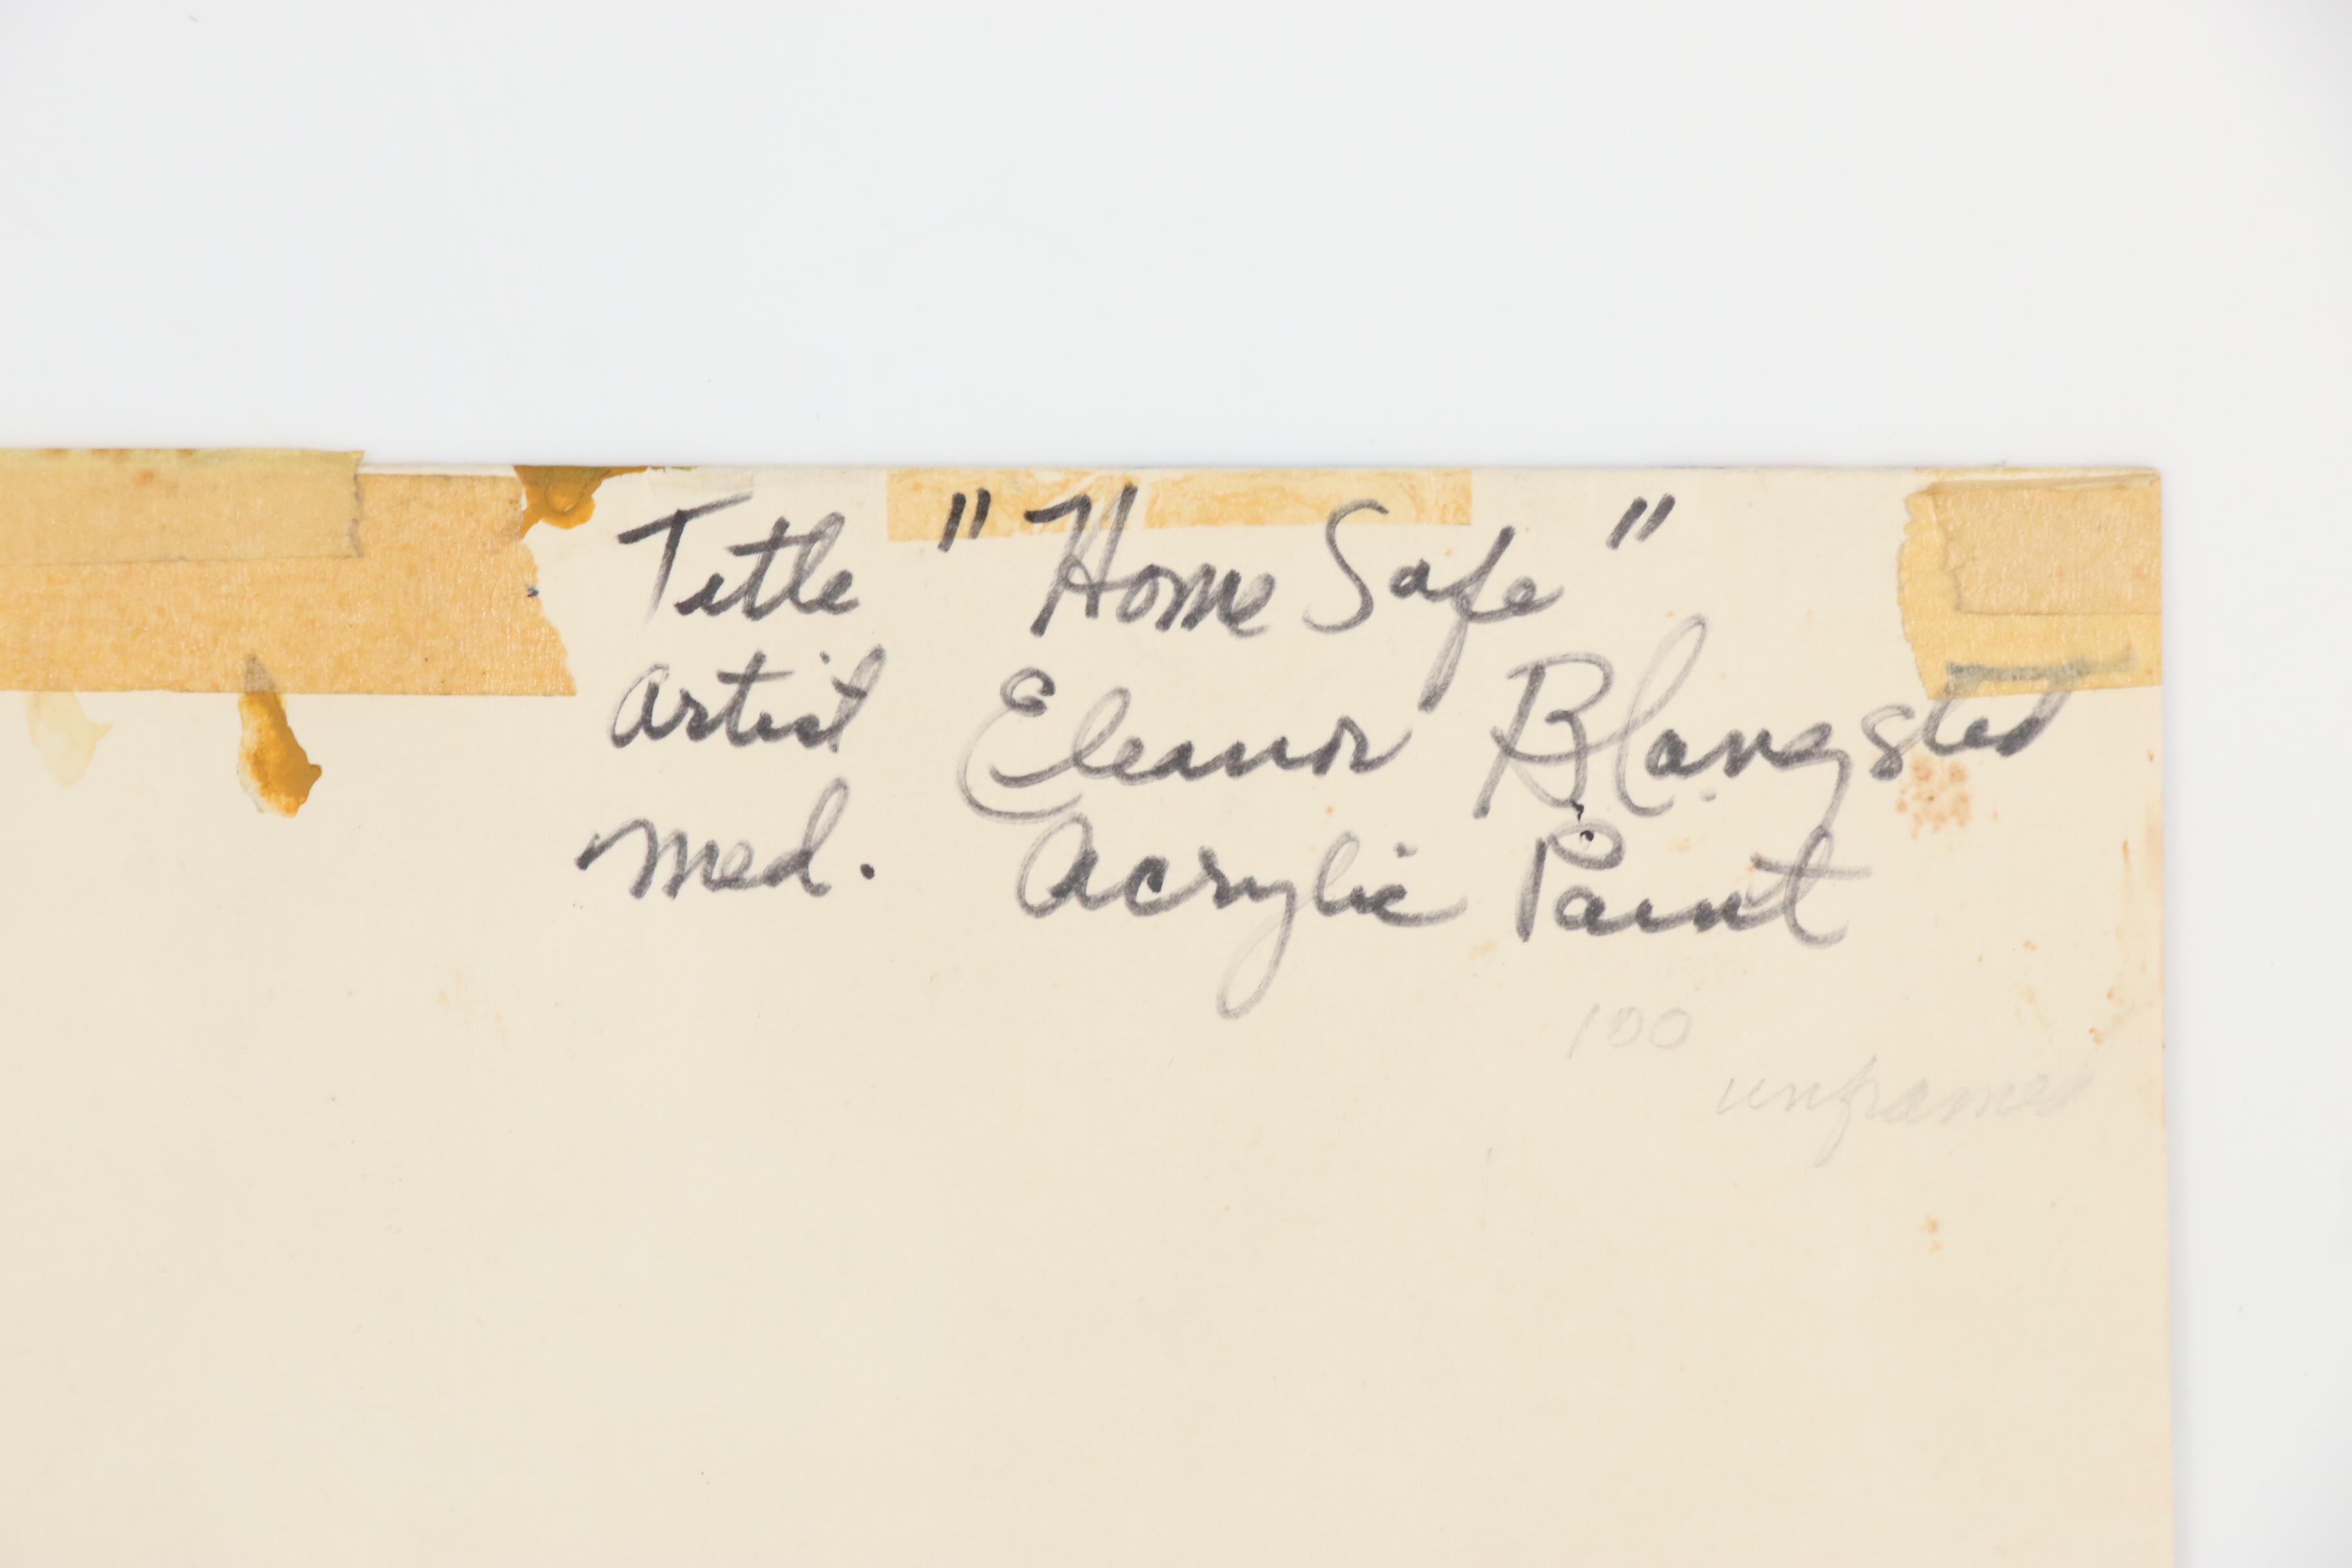 Title "Home Safe"
Artist Eleanor Blangsted
Med. Acrylic Paint
100
unframed